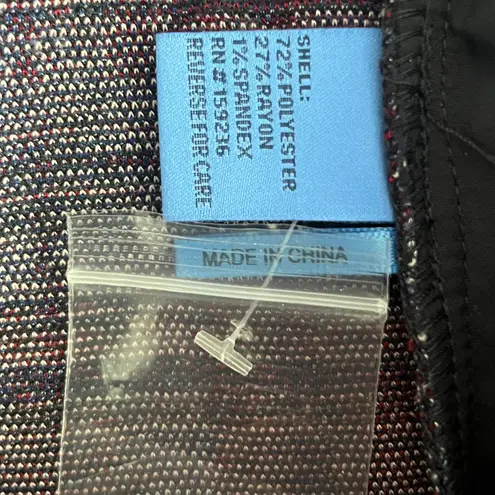 SHELL:
72% POLYESTER
27% RAYON
1% SPANDEX
RN # 159236
REVERSE FOR CARE
MADE IN CHINA